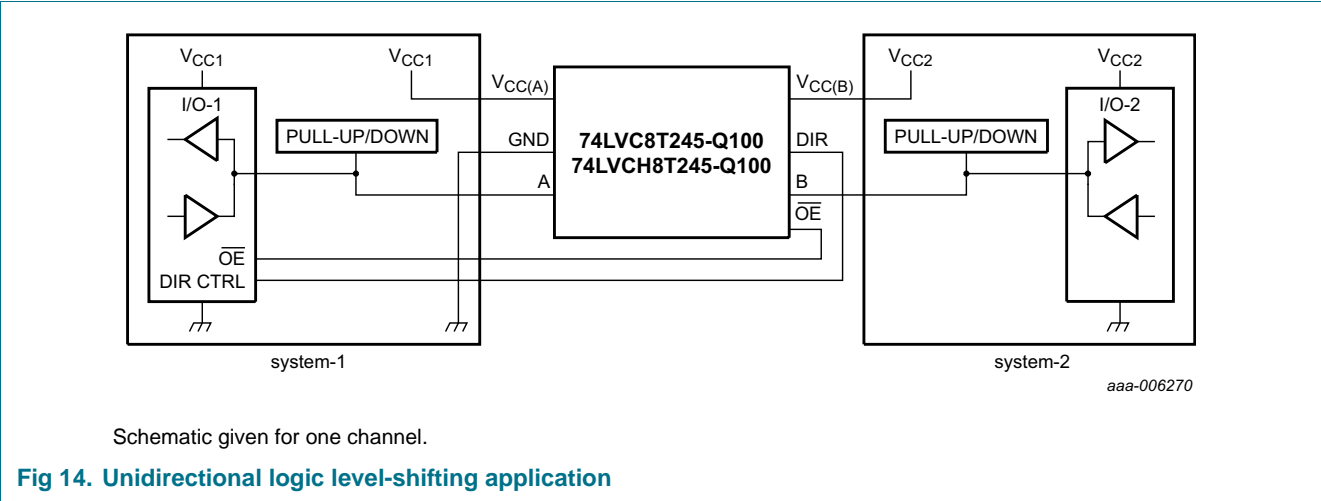 VCC1
VCC1
VCC2
VCC2
I/O-1
VCC(A)
VCC(B)
I/O-2
PULL-UP/DOWN
GND
74LVC8T245-Q100
DIR
PULL-UP/DOWN
74LVCH8T245-Q100
A
B
OE
OE
DIR CTRL
system-1
system-2
aaa-006270
Schematic given for one channel.
Fig 14. Unidirectional logic level-shifting application